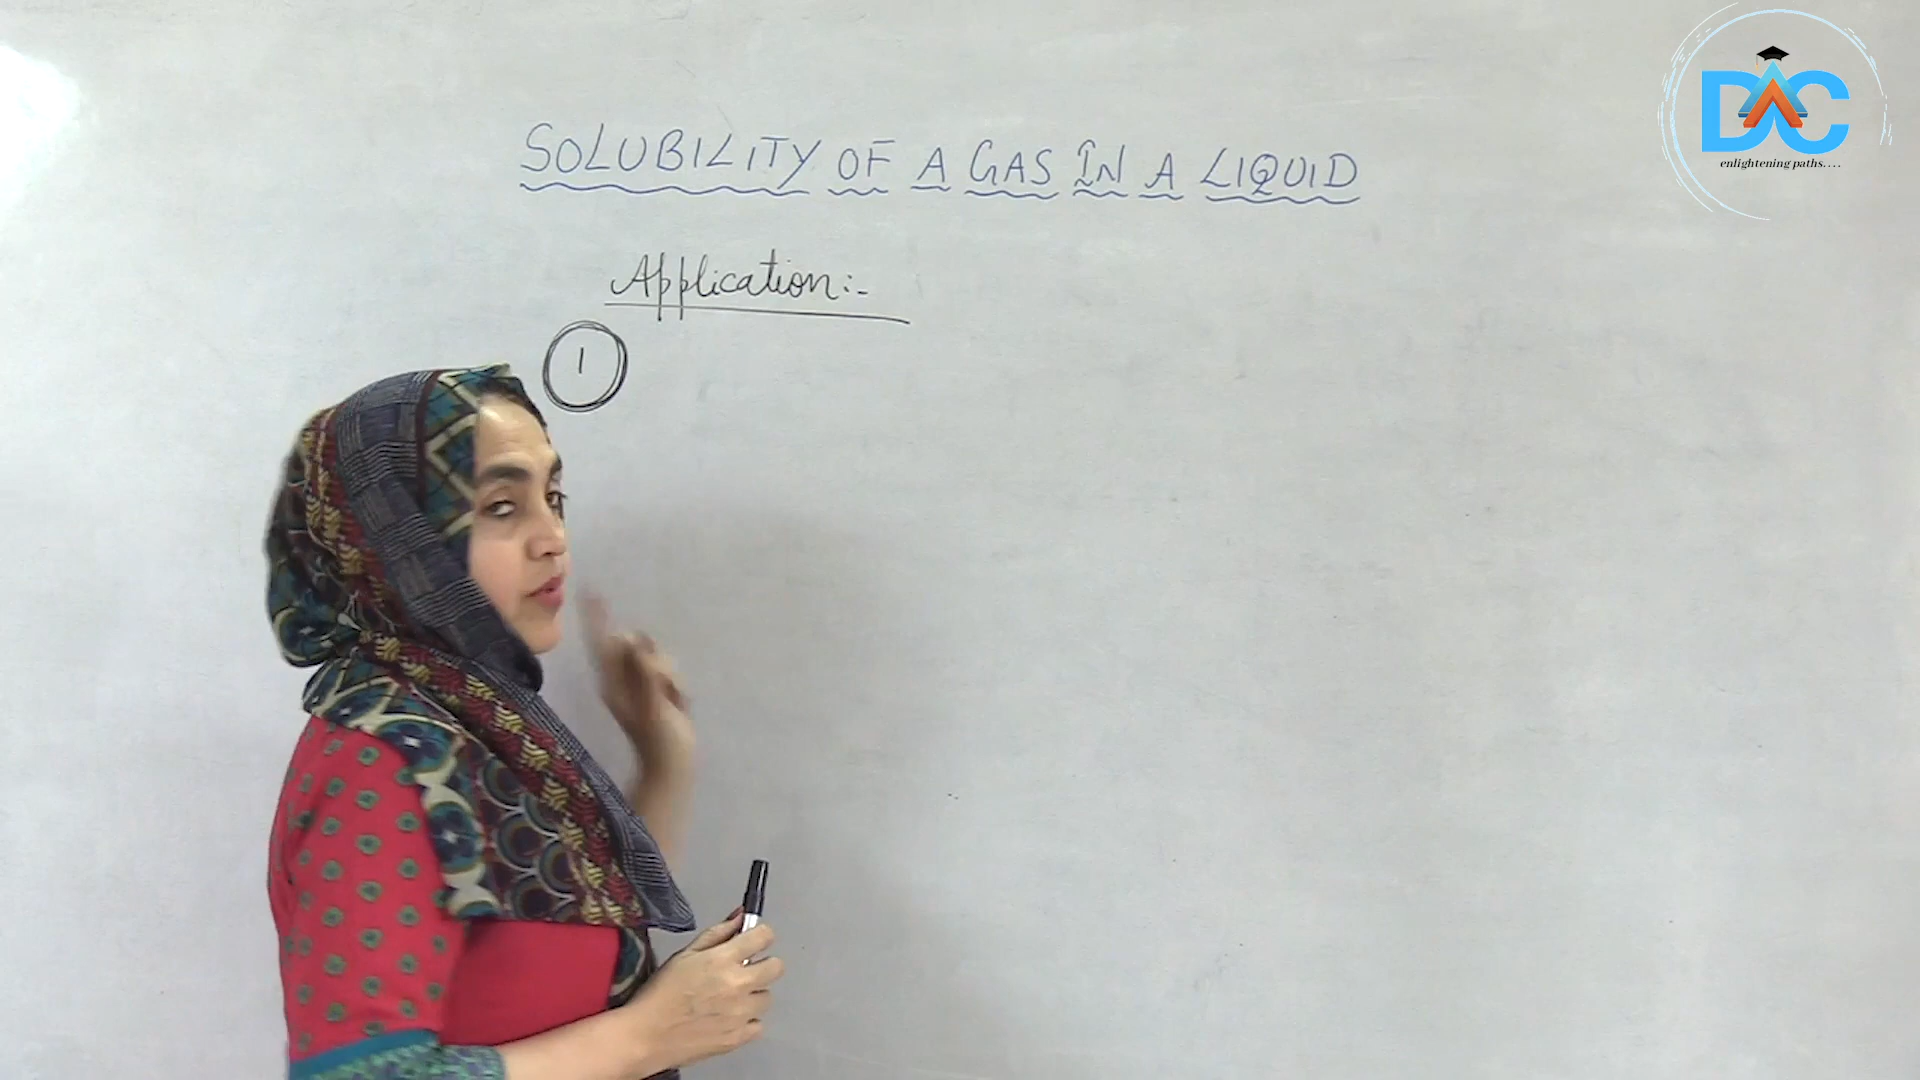 SOLUBILITY OF A GAS IN A LIQUID
Application:-
1
DAC
enlightening paths....